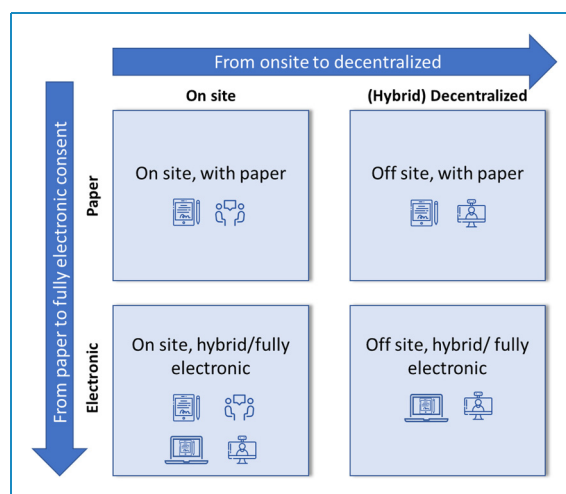 From onsite to decentralized
On site
(Hybrid) Decentralized
From paper to fully electronic consent
Paper
On site, with paper
Off site, with paper
Electronic
On site, hybrid/fully
electronic
Off site, hybrid/ fully
electronic